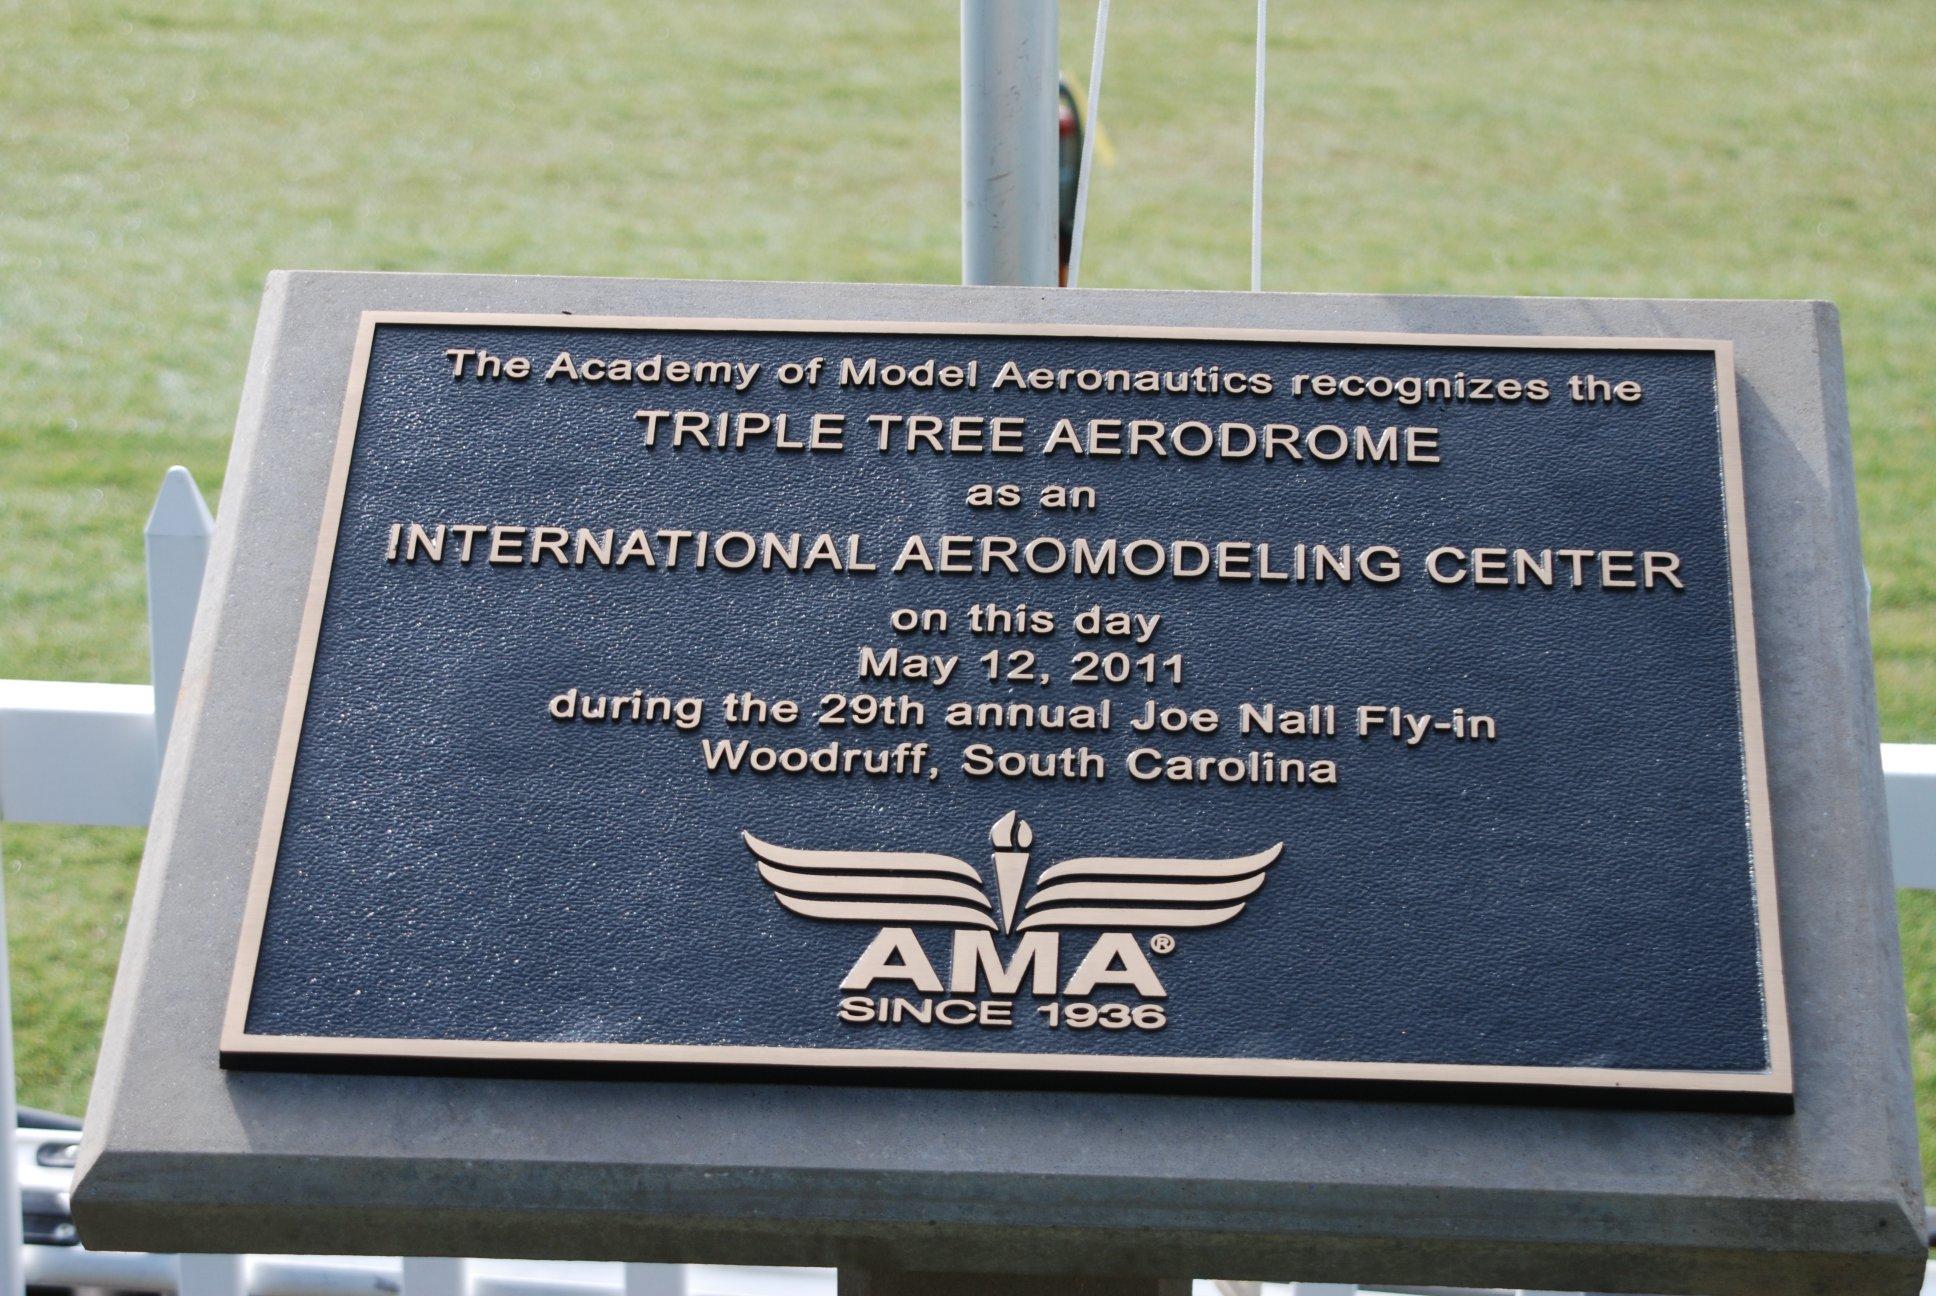 The Academy of Model Aeronautics recognizes the
TRIPLE TREE AERODROME
as an
INTERNATIONAL AEROMODELING CENTER
on this day
May 12, 2011
during the 29th annual Joe Nall Fly-in
Woodruff, South Carolina
AMA®
SINCE 1936